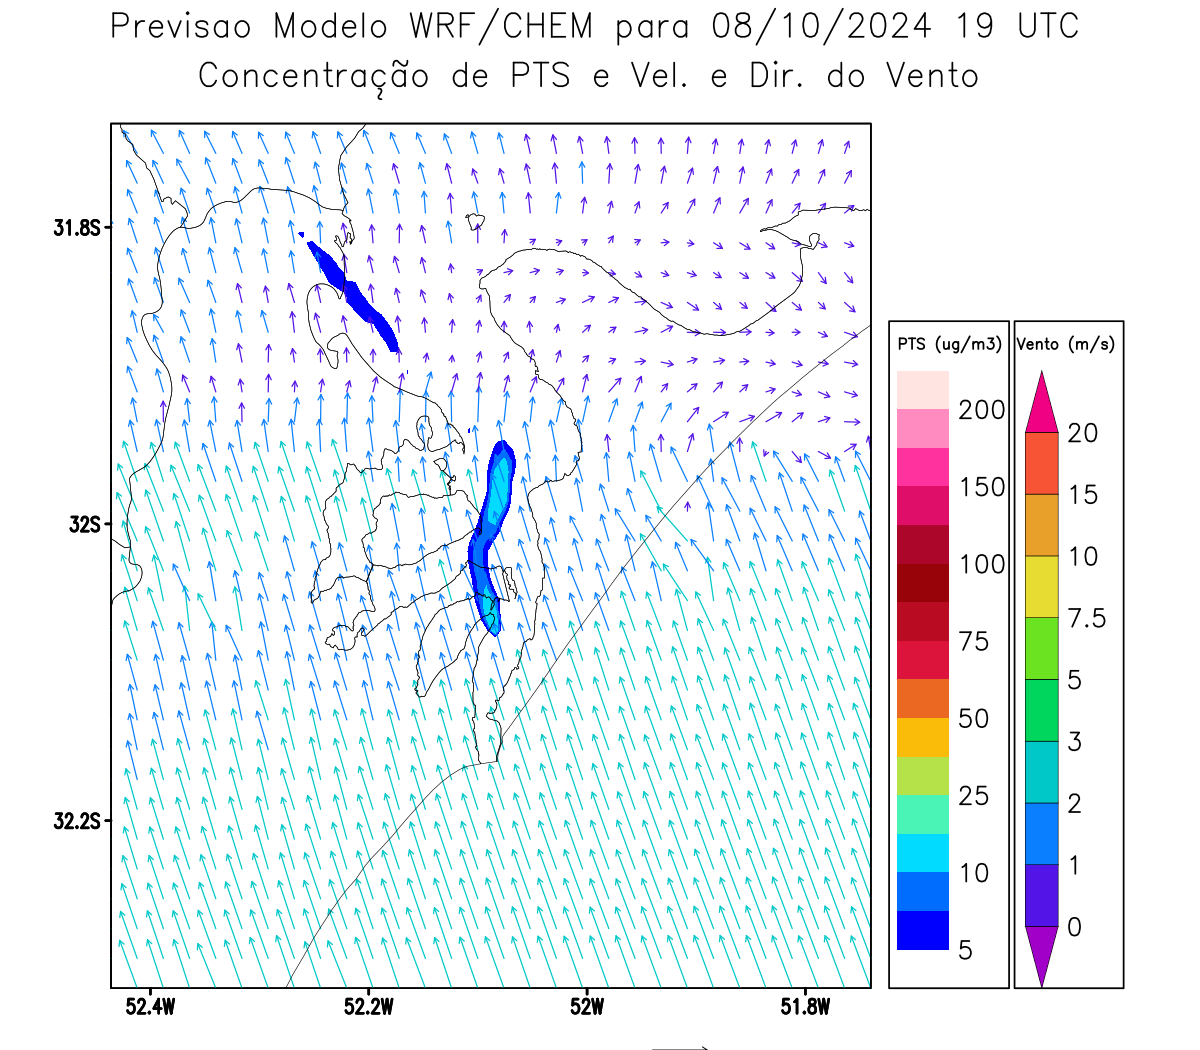 Previsao Modelo WRF/CHEM para 08/10/2024 19 UTC
Concentração de PTS e Vel. e Dir. do Vento
31.8S
32S
32.2S
52.4W 52.2W 52W 51.8W
PTS (ug/m3)
200
150
100
75
50
25
10
5
Vento (m/s)
20
15
10
7.5
5
3
2
1
0